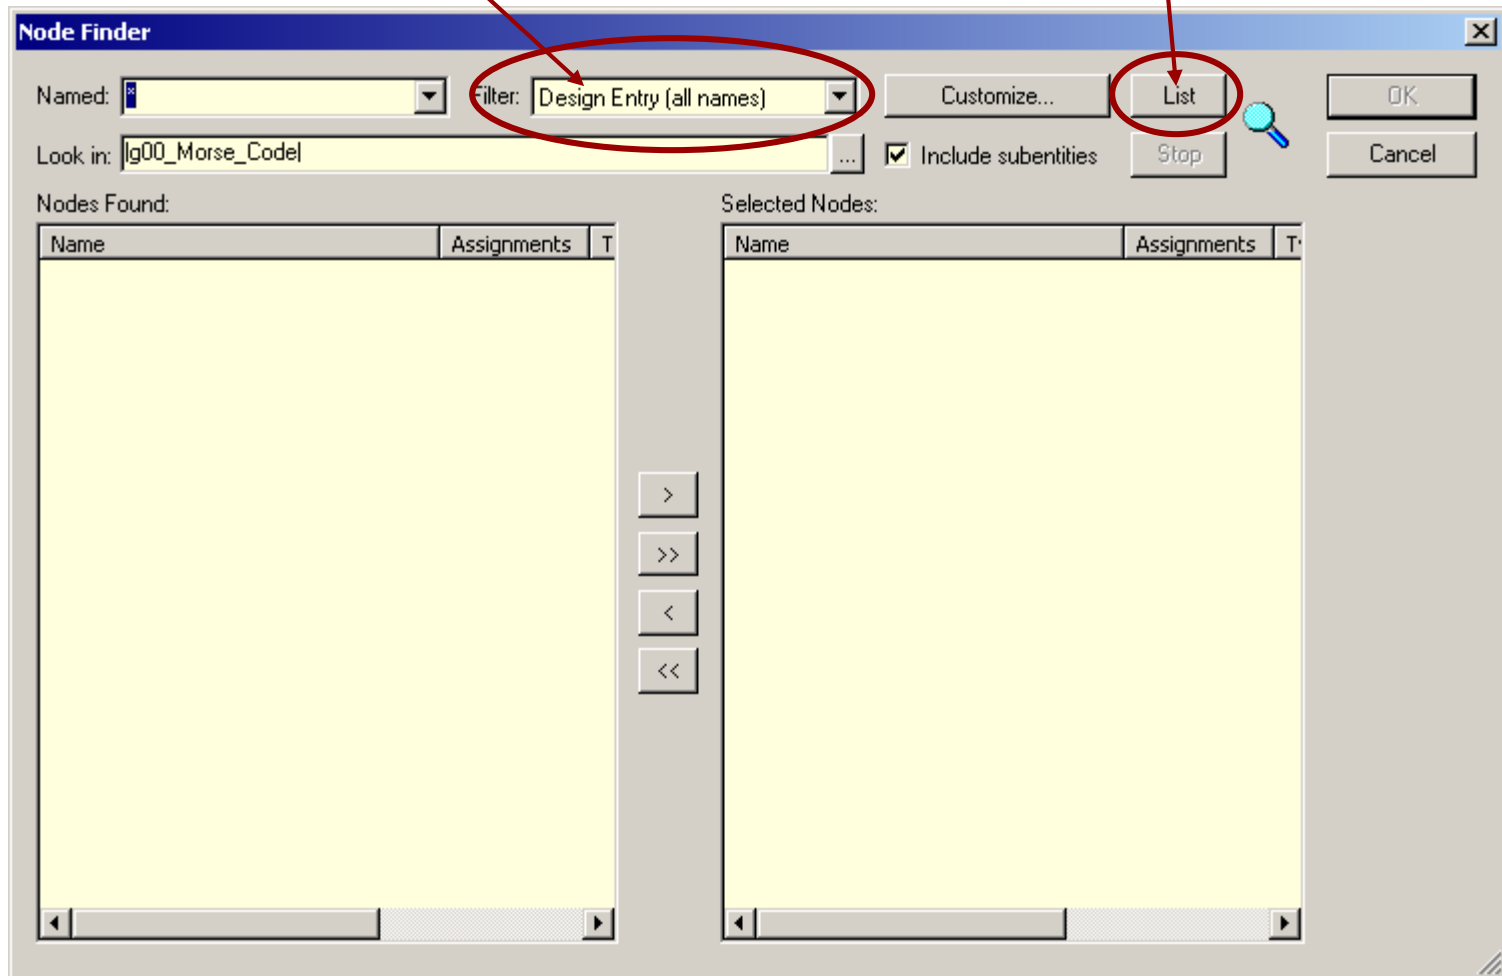 Node Finder
Named: * Filter: Design Entry (all names) Customize... List OK
Look in: |g00_Morse_Code| ... Include subentities Stop Cancel
Nodes Found: Selected Nodes:
Name Assignments T Name Assignments T
>
>>
<
<<